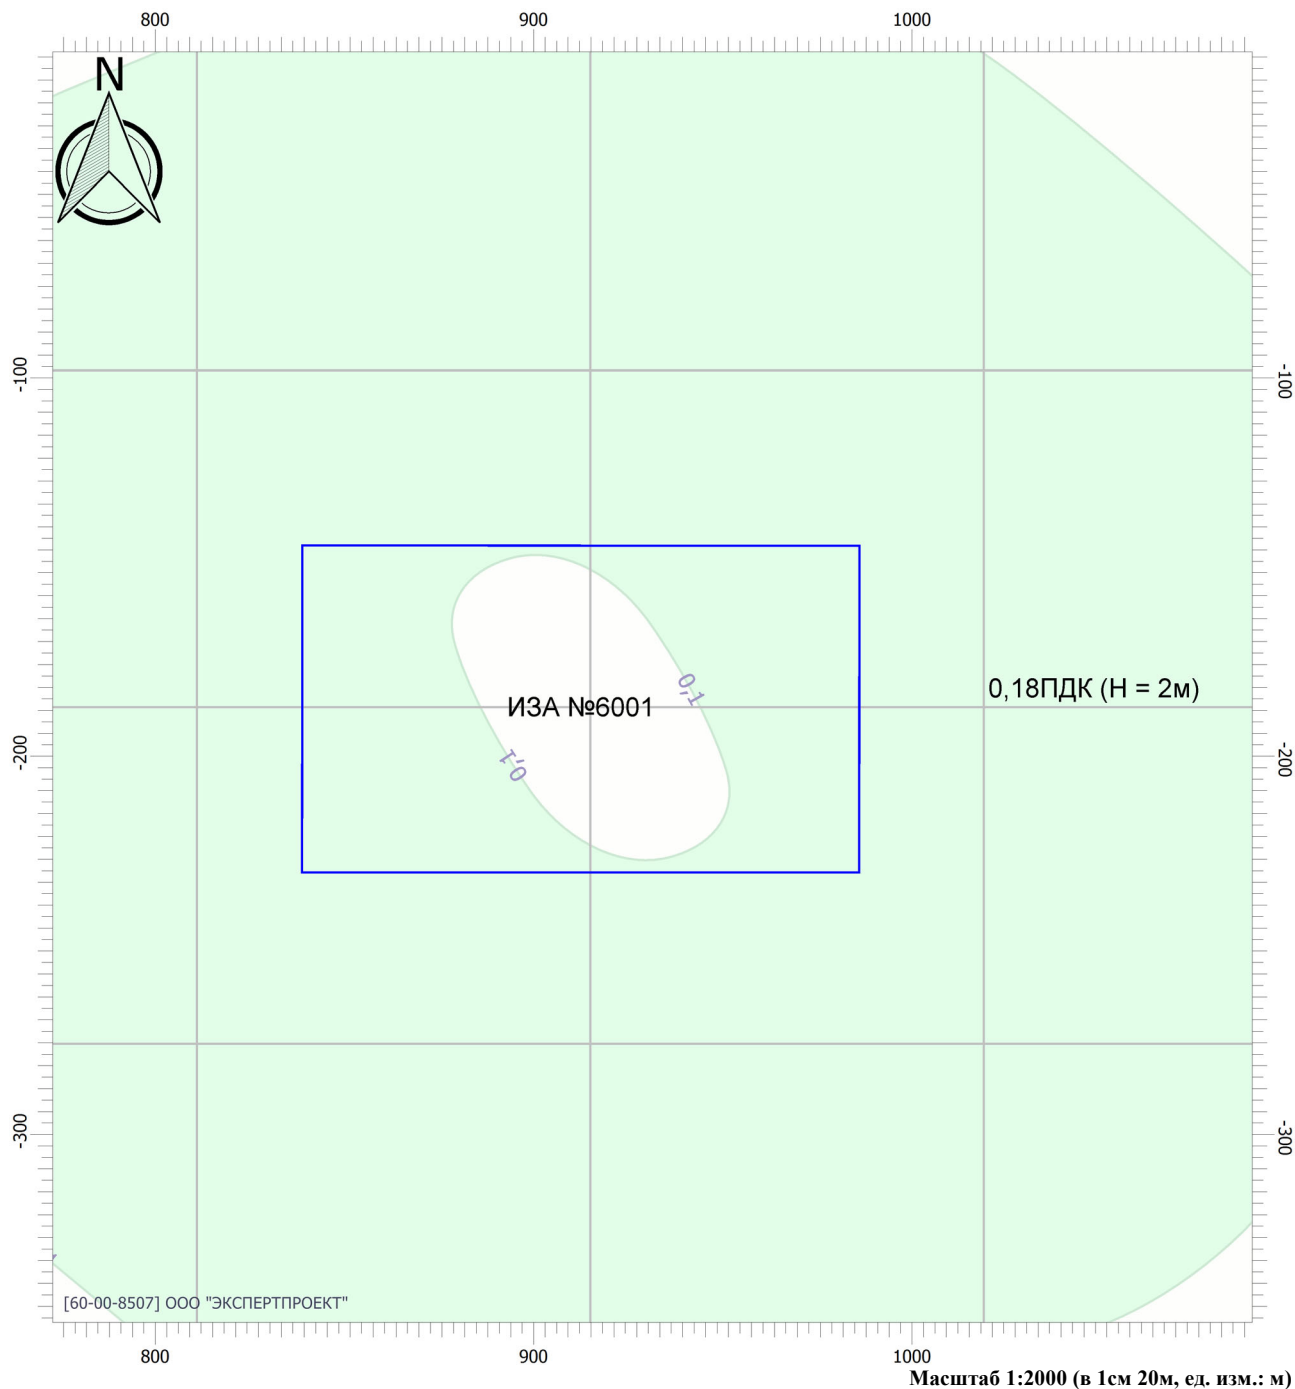 800 900 1000
N
-100 -100
0,1
0,18ПДК (Н = 2м)
ИЗА №6001
-200 -200
0,1
-300 -300
[60-00-8507] ООО "ЭКСПЕРТПРОЕКТ"
800 900 1000
Масштаб 1:2000 (в 1см 20м, ед. изм.: м)